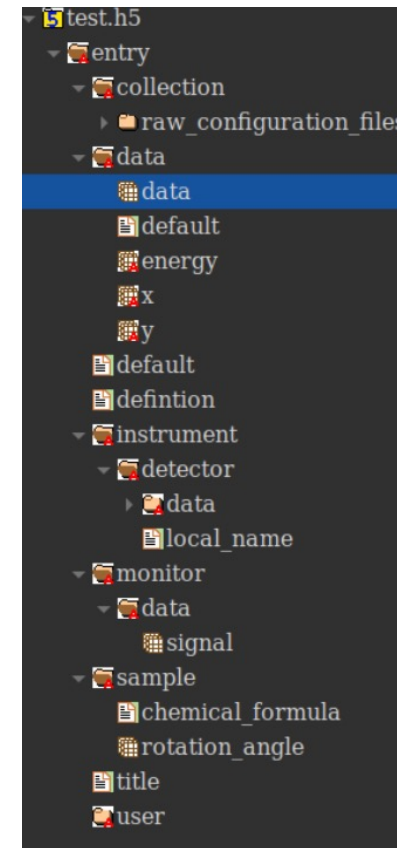 test.h5
entry
collection
raw_configuration_files
data
data
default
energy
x
y
default
defintion
instrument
detector
data
local_name
monitor
data
signal
sample
chemical_formula
rotation_angle
title
user